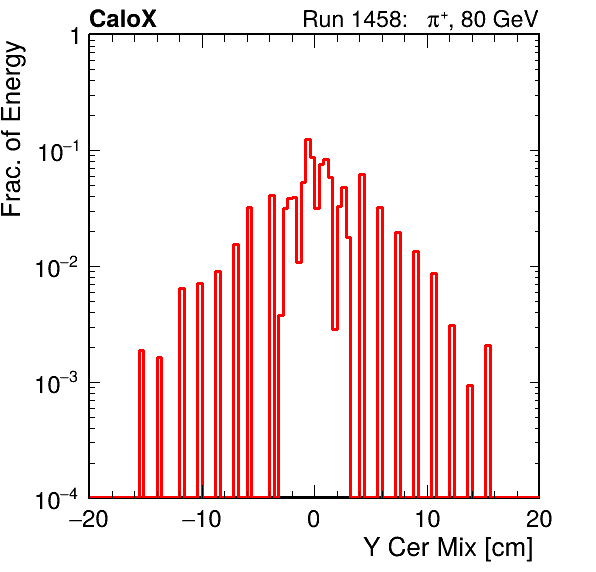 CaloX Run 1458: π⁺, 80 GeV
Frac. of Energy
1
10⁻¹
10⁻²
10⁻³
10⁻⁴
−20 −10 0 10 20
Y Cer Mix [cm]